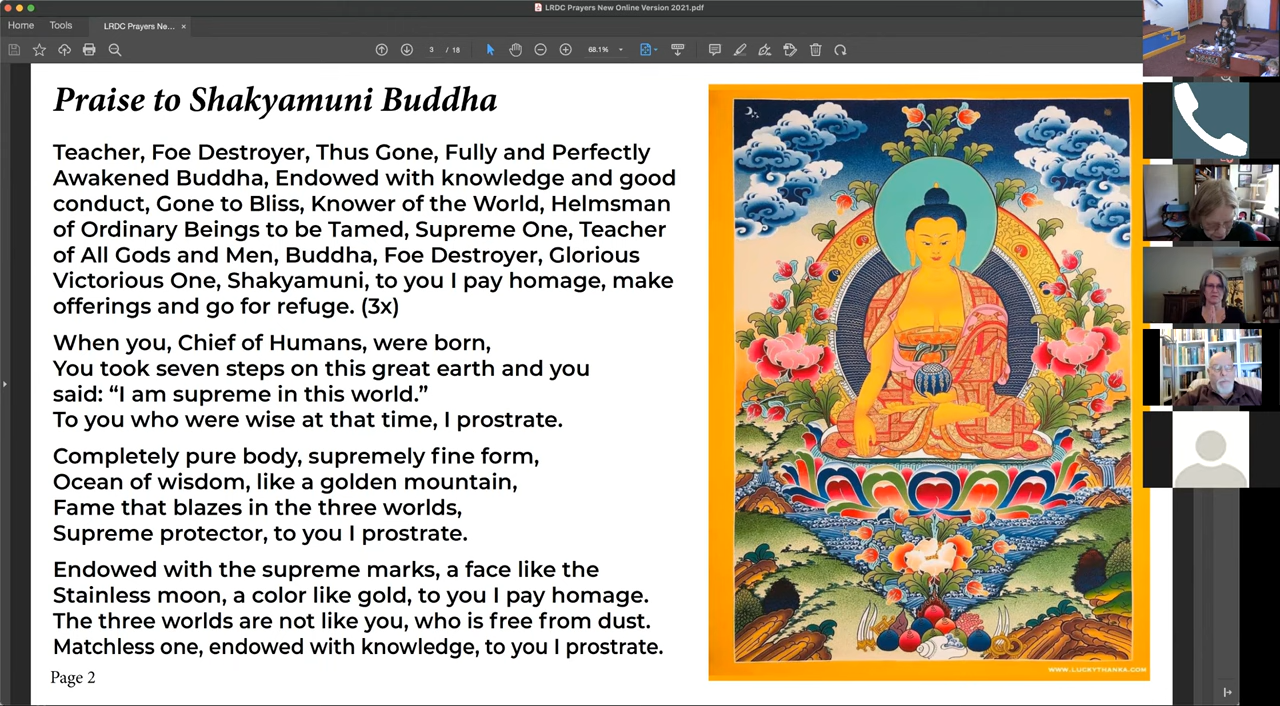 LRDC Prayers New Online Version 2021.pdf
Home Tools LRDC Prayers New Ne... ×
3 / 18 68.1%
Praise to Shakyamuni Buddha
Teacher, Foe Destroyer, Thus Gone, Fully and Perfectly
Awakened Buddha, Endowed with knowledge and good
conduct, Gone to Bliss, Knower of the World, Helmsman
of Ordinary Beings to be Tamed, Supreme One, Teacher
of All Gods and Men, Buddha, Foe Destroyer, Glorious
Victorious One, Shakyamuni, to you I pay homage, make
offerings and go for refuge. (3x)
When you, Chief of Humans, were born,
You took seven steps on this great earth and you
said: “I am supreme in this world.”
To you who were wise at that time, I prostrate.
Completely pure body, supremely fine form,
Ocean of wisdom, like a golden mountain,
Fame that blazes in the three worlds,
Supreme protector, to you I prostrate.
Endowed with the supreme marks, a face like the
Stainless moon, a color like gold, to you I pay homage.
The three worlds are not like you, who is free from dust.
Matchless one, endowed with knowledge, to you I prostrate.
Page 2
WWW.LUCKYTHANKA.COM